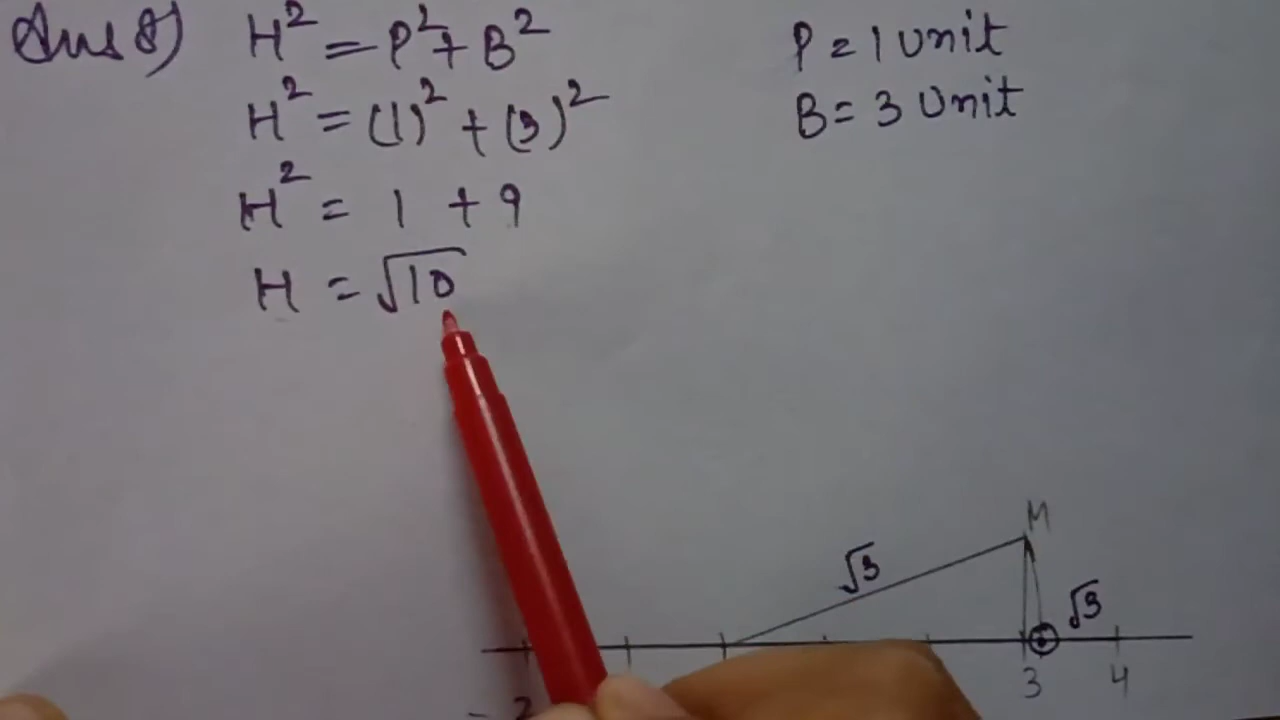 Ans 8) H² = P² + B²
P = 1 Unit
H² = (1)² + (3)²
B = 3 Unit
H² = 1 + 9
H = √10
M
√3
√3
3 4
- 2